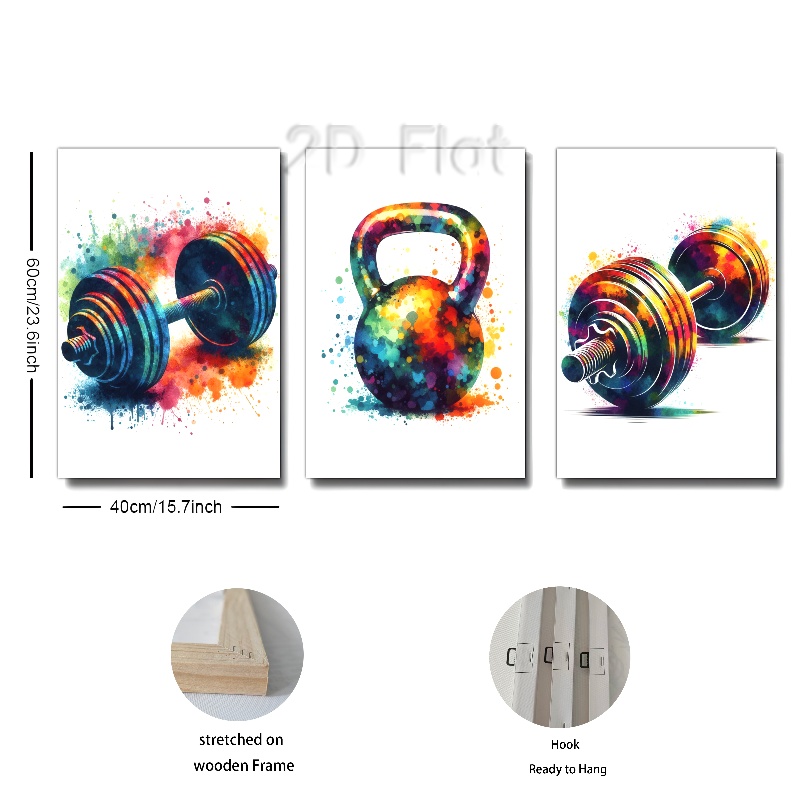 2D Flat
60cm/23.6inch
40cm/15.7inch
stretched on
wooden Frame
Hook
Ready to Hang